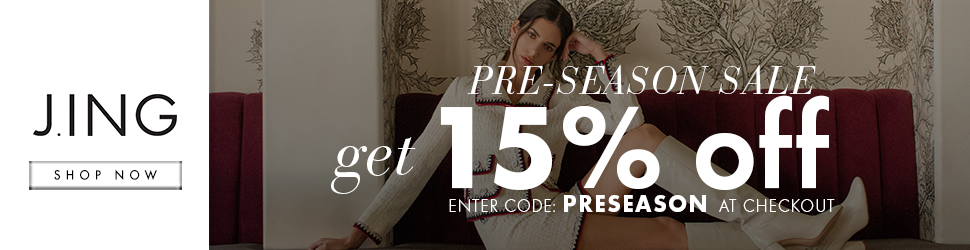 J.ING
SHOP NOW
PRE-SEASON SALE
get 15% off
ENTER CODE: PRESEASON AT CHECKOUT